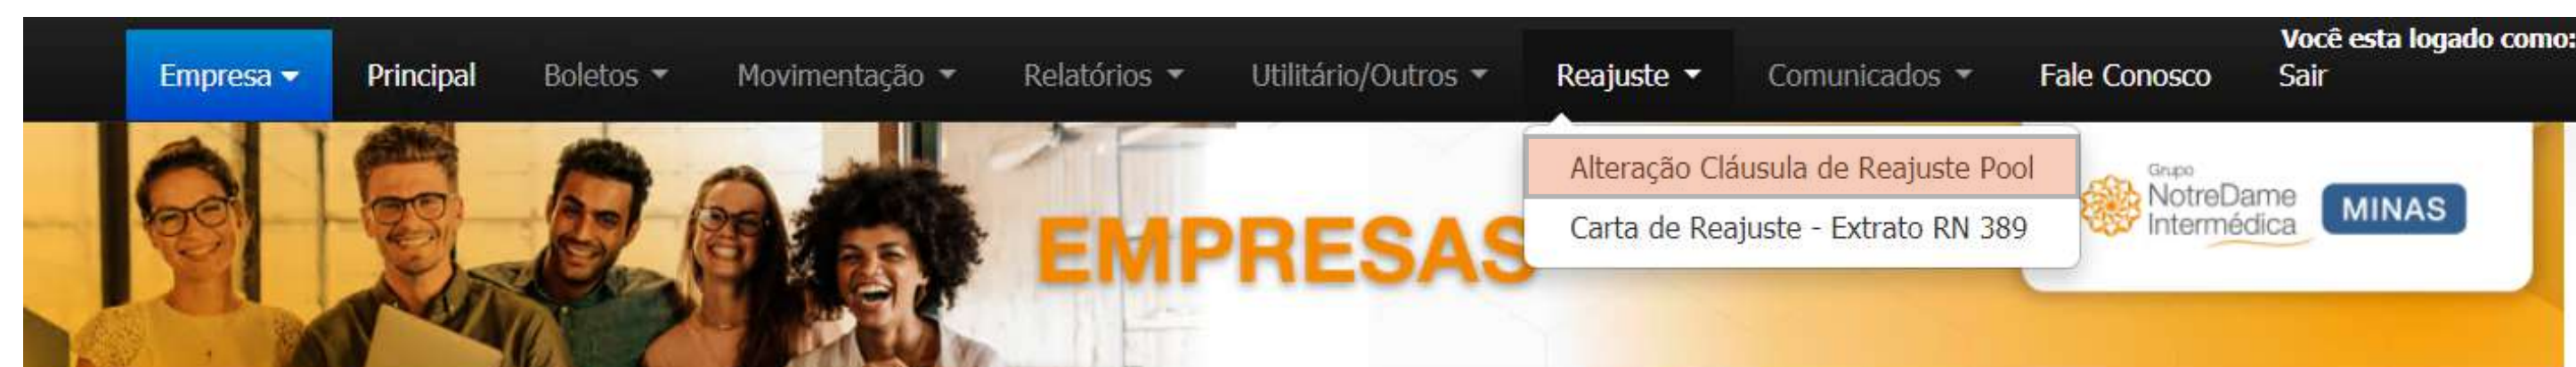 Você esta logado como:
Empresa Principal Boletos Movimentação Relatórios Utilitário/Outros Reajuste Comunicados Fale Conosco Sair
Alteração Cláusula de Reajuste Pool
Carta de Reajuste - Extrato RN 389
EMPRESAS
Grupo
NotreDame
Intermédica
MINAS